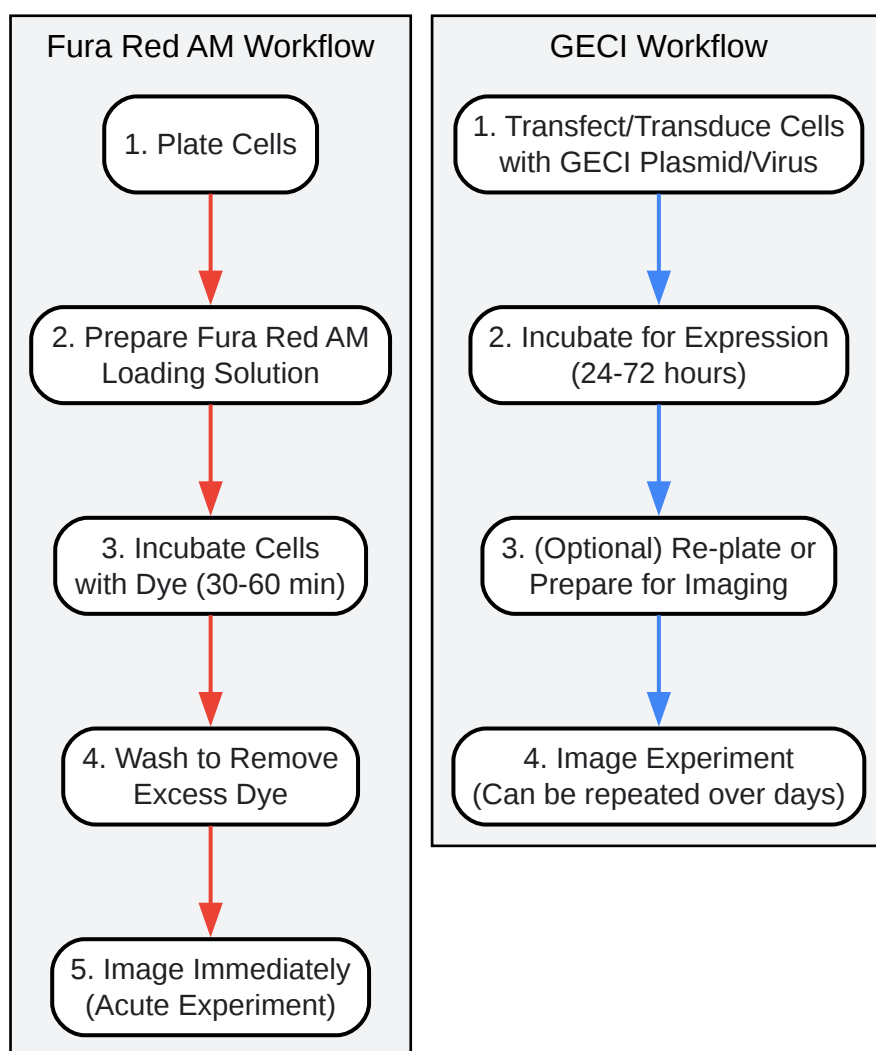 Fura Red AM Workflow
1. Plate Cells
2. Prepare Fura Red AM
Loading Solution
3. Incubate Cells
with Dye (30-60 min)
4. Wash to Remove
Excess Dye
5. Image Immediately
(Acute Experiment)
GECI Workflow
1. Transfect/Transduce Cells
with GECI Plasmid/Virus
2. Incubate for Expression
(24-72 hours)
3. (Optional) Re-plate or
Prepare for Imaging
4. Image Experiment
(Can be repeated over days)